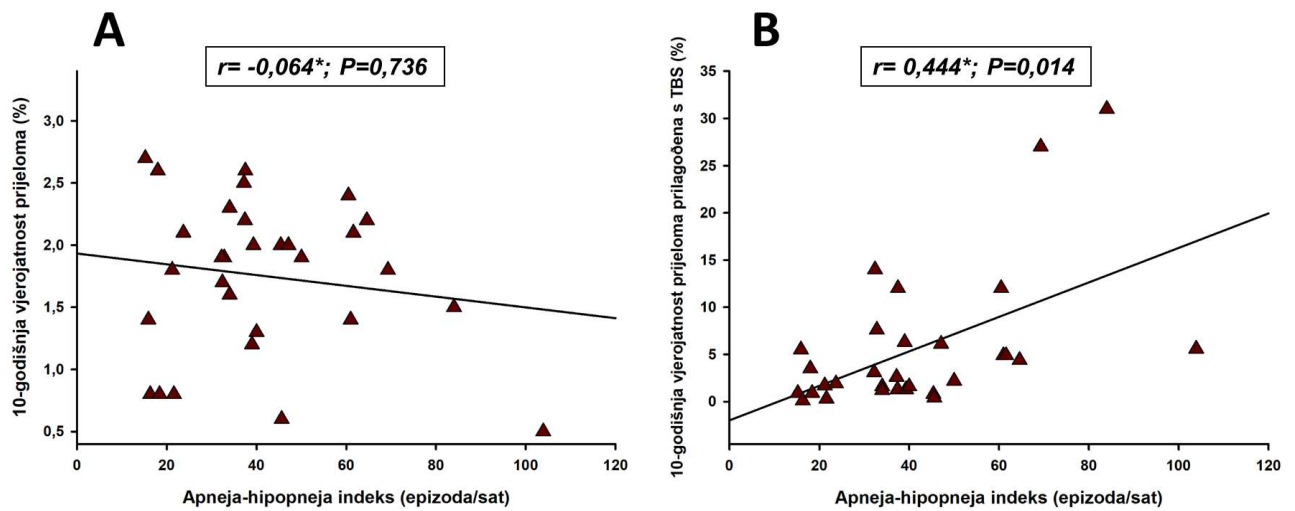 A
r= -0,064*; P=0,736
10-godišnja vjerojatnost prijeloma (%)
3,0
2,5
2,0
1,5
1,0
0,5
0 20 40 60 80 100 120
Apneja-hipopneja indeks (epizoda/sat)
B
r= 0,444*; P=0,014
10-godišnja vjerojatnost prijeloma prilagođena s TBS (%)
35
30
25
20
15
10
5
0
0 20 40 60 80 100 120
Apneja-hipopneja indeks (epizoda/sat)